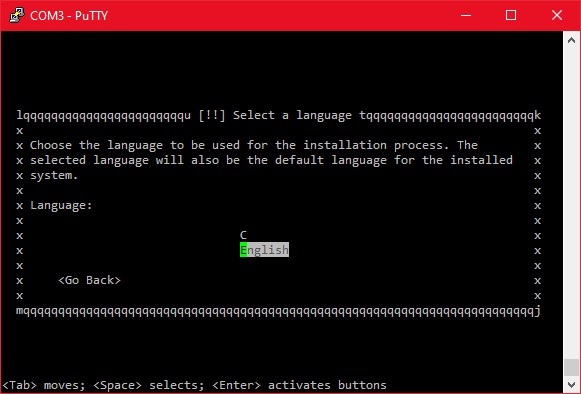 COM3 - PuTTY
lqqqqqqqqqqqqqqqqqqqqqqqu [!!] Select a language tqqqqqqqqqqqqqqqqqqqqqqqqk
x x
x Choose the language to be used for the installation process. The x
x selected language will also be the default language for the installed x
x system. x
x x
x Language: x
x x
x C x
x English x
x x
x <Go Back> x
x x
mqqqqqqqqqqqqqqqqqqqqqqqqqqqqqqqqqqqqqqqqqqqqqqqqqqqqqqqqqqqqqqqqqqqqqqqqqj
<Tab> moves; <Space> selects; <Enter> activates buttons